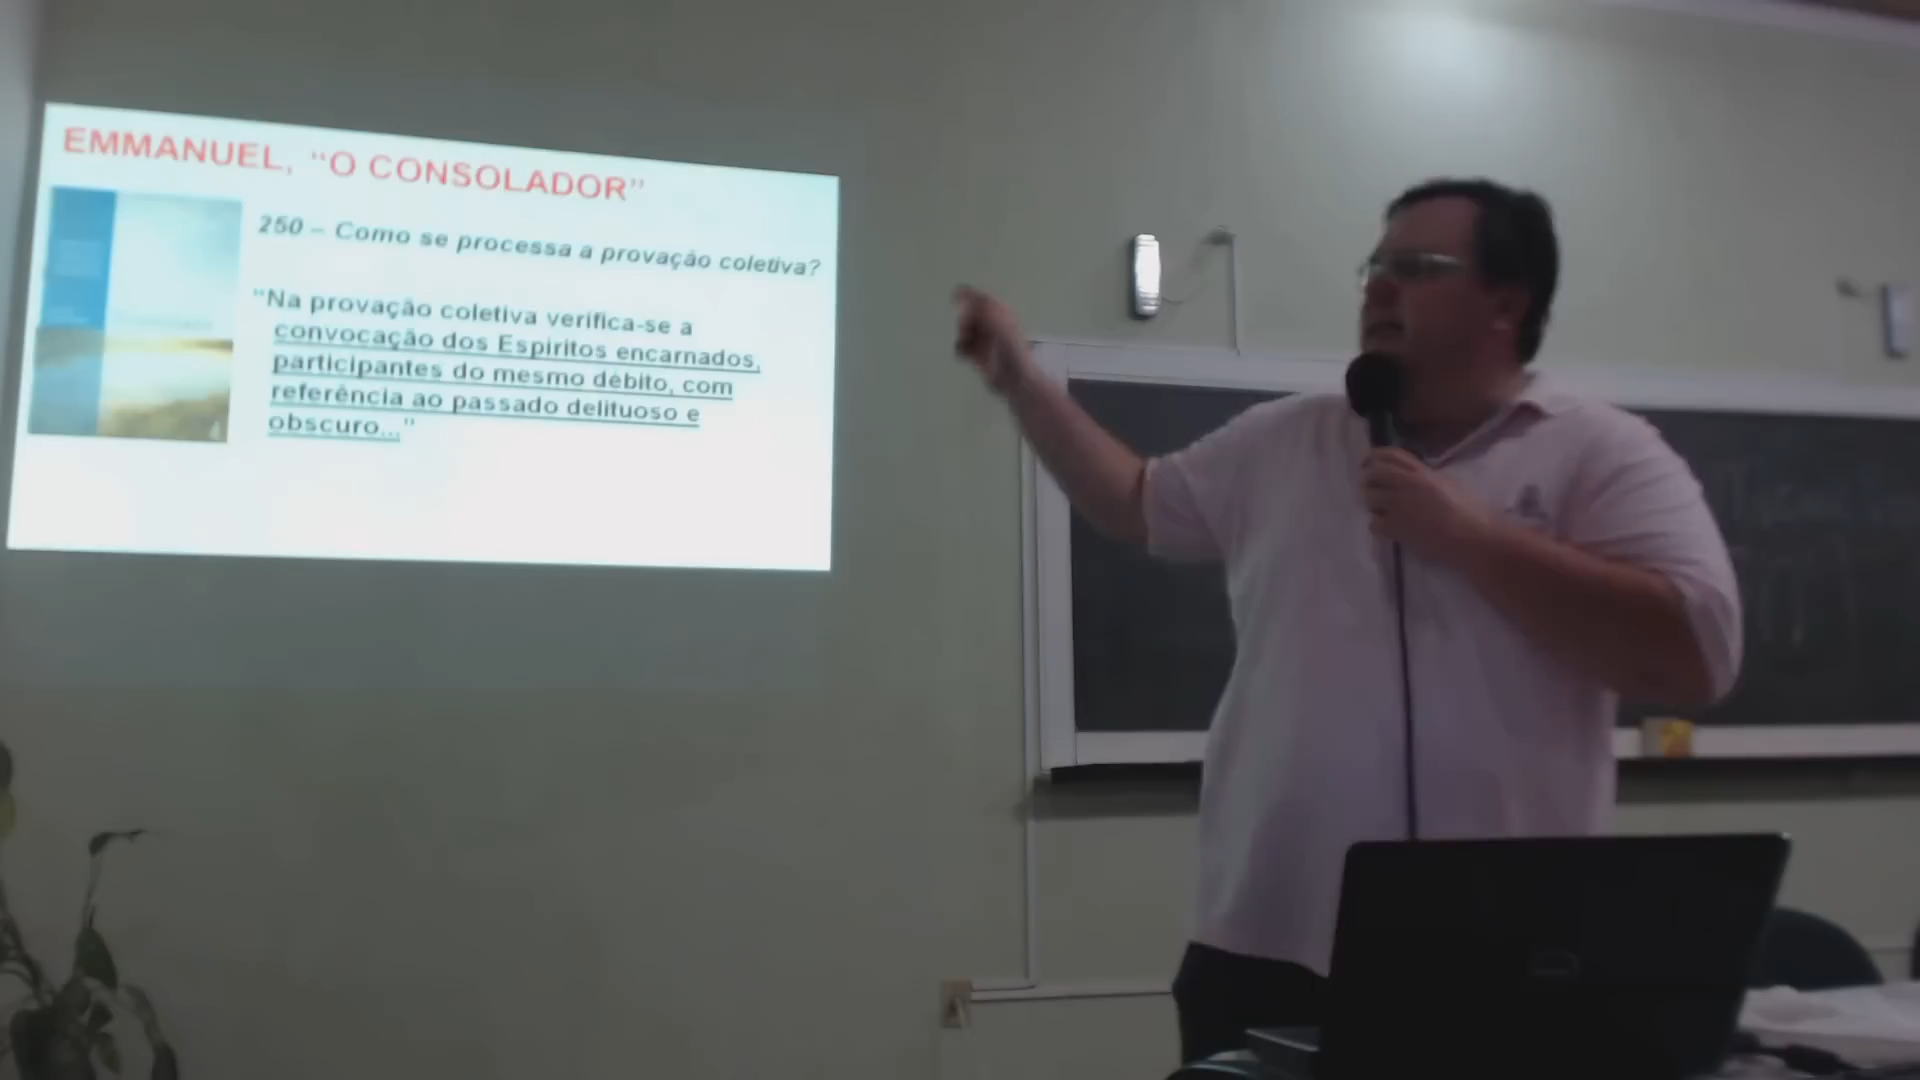 EMMANUEL, “O CONSOLADOR”
250 – Como se processa a provação coletiva?
“Na provação coletiva verifica-se a
convocação dos Espiritos encarnados,
participantes do mesmo débito, com
referência ao passado delituoso e
obscuro...”